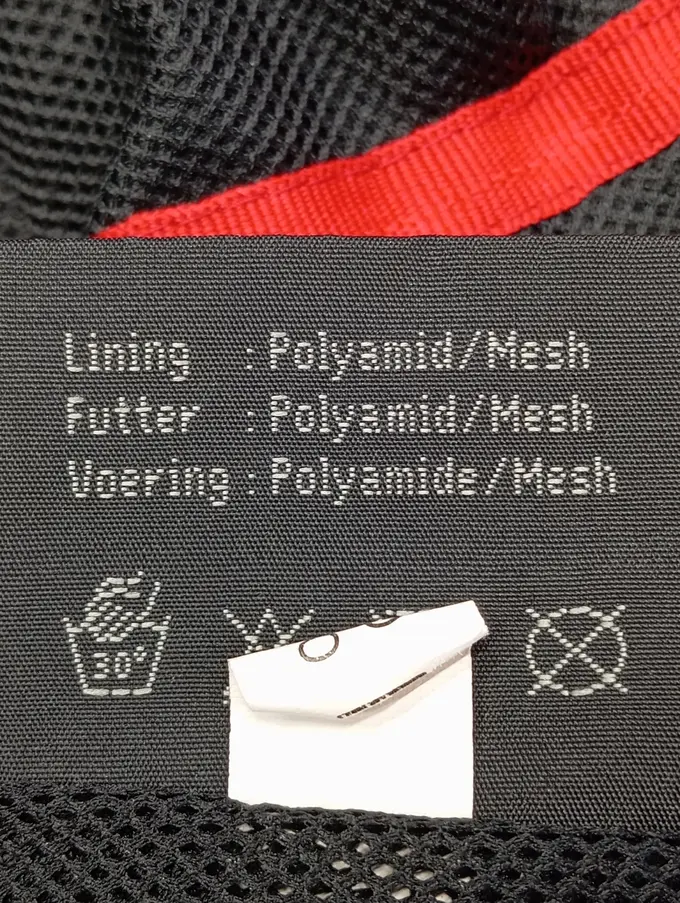 Lining : Polyamid/Mesh
Futter : Polyamid/Mesh
Voering : Polyamide/Mesh
30°